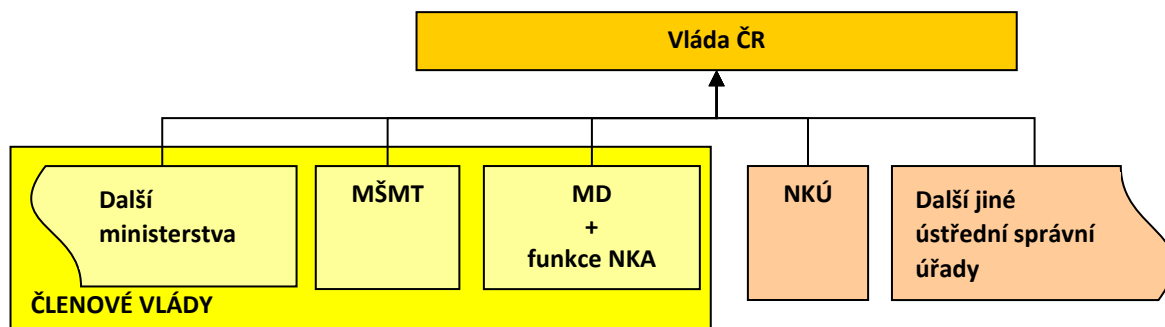 Vláda ČR
Další
ministerstva
MŠMT
MD
+
funkce NKA
NKÚ
Další jiné
ústřední správní
úřady
ČLENOVÉ VLÁDY